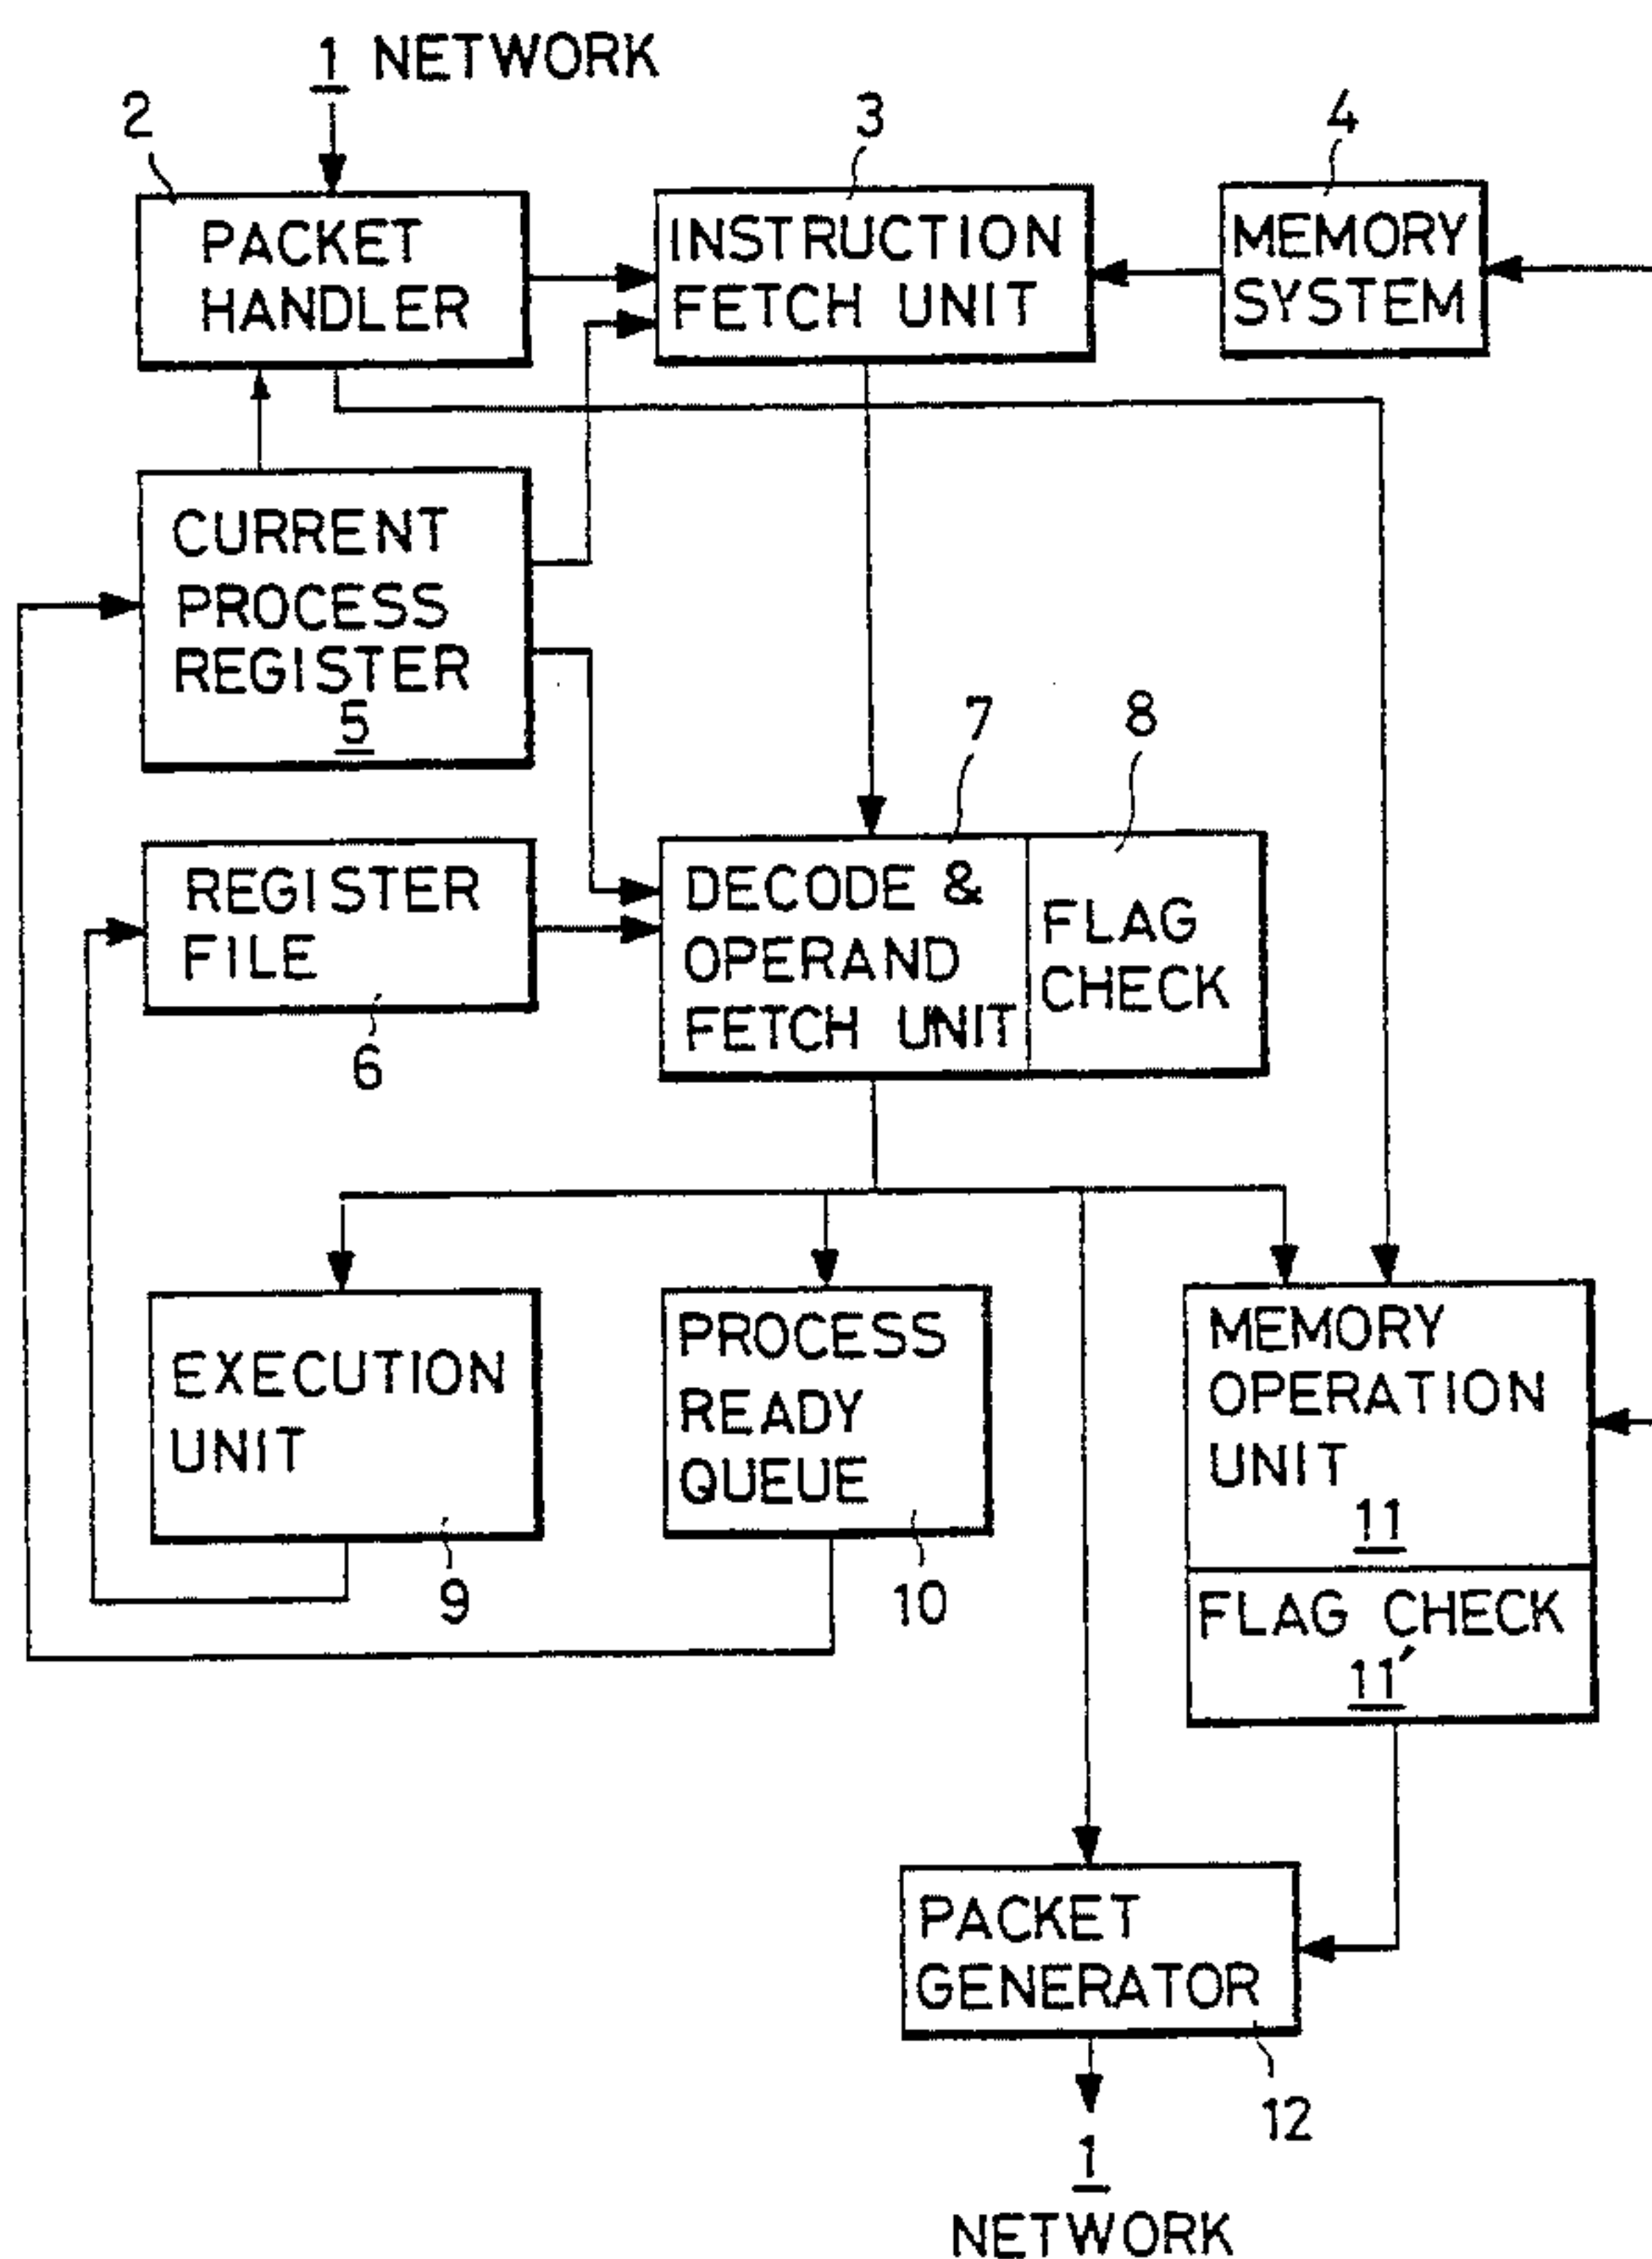 1 NETWORK
2
3
4
PACKET
HANDLER
INSTRUCTION
FETCH UNIT
MEMORY
SYSTEM
CURRENT
PROCESS
REGISTER
5
7
8
REGISTER
FILE
6
DECODE &
OPERAND
FETCH UNIT
FLAG
CHECK
EXECUTION
UNIT
9
PROCESS
READY
QUEUE
10
MEMORY
OPERATION
UNIT
11
FLAG CHECK
11′
PACKET
GENERATOR
12
1
NETWORK